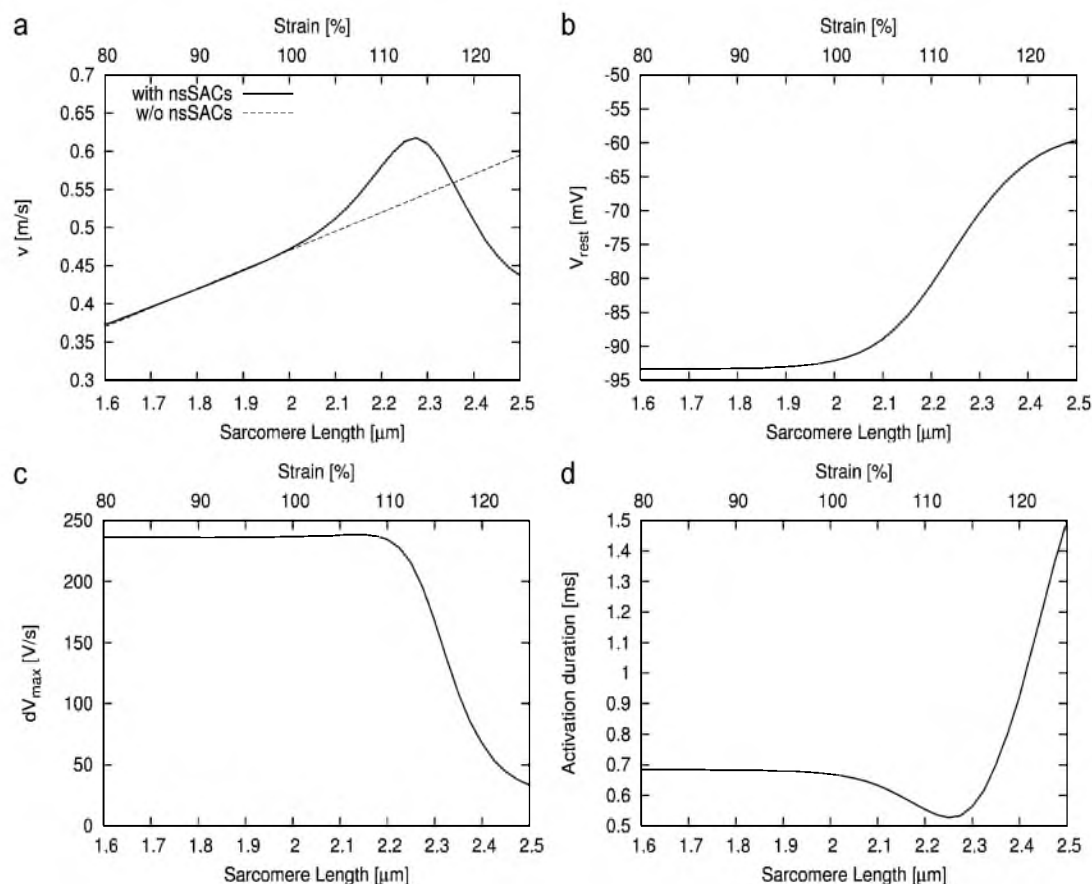 a
Strain [%]
80 90 100 110 120
0.7
0.65
0.6
0.55
0.5
0.45
0.4
0.35
0.3
v [m/s]
with nsSACs
w/o nsSACs
1.6 1.7 1.8 1.9 2 2.1 2.2 2.3 2.4 2.5
Sarcomere Length [μm]
b
Strain [%]
80 90 100 110 120
-50
-55
-60
-65
-70
-75
-80
-85
-90
-95
Vrest [mV]
1.6 1.7 1.8 1.9 2 2.1 2.2 2.3 2.4 2.5
Sarcomere Length [μm]
c
Strain [%]
80 90 100 110 120
250
200
150
100
50
0
dVmax [V/s]
1.6 1.7 1.8 1.9 2 2.1 2.2 2.3 2.4 2.5
Sarcomere Length [μm]
d
Strain [%]
80 90 100 110 120
1.5
1.4
1.3
1.2
1.1
1
0.9
0.8
0.7
0.6
0.5
Activation duration [ms]
1.6 1.7 1.8 1.9 2 2.1 2.2 2.3 2.4 2.5
Sarcomere Length [μm]